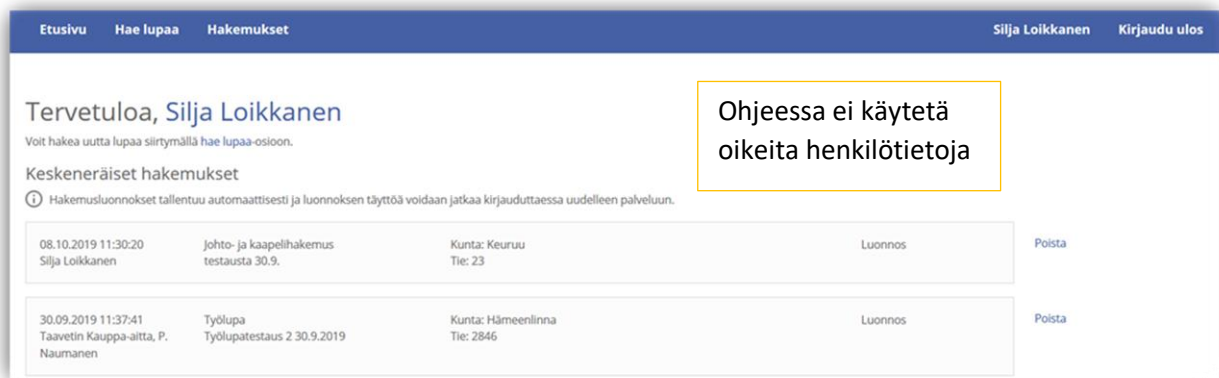 Etusivu Hae lupaa Hakemukset Silja Loikkanen Kirjaudu ulos
Tervetuloa, Silja Loikkanen
Voit hakea uutta lupaa siirtymällä hae lupaa-osioon.
Ohjeessa ei käytetä
oikeita henkilötietoja
Keskeneräiset hakemukset
Hakemusluonnokset tallentuu automaattisesti ja luonnoksen täyttöä voidaan jatkaa kirjauduttaessa uudelleen palveluun.
08.10.2019 11:30:20 Johto- ja kaapelihakemus Kunta: Keuruu Luonnos Poista
Silja Loikkanen testausta 30.9. Tie: 23
30.09.2019 11:37:41 Työlupa Kunta: Hämeenlinna Luonnos Poista
Taavetin Kauppa-aitta, P. Työlupatestaus 2 30.9.2019 Tie: 2846
Naumanen